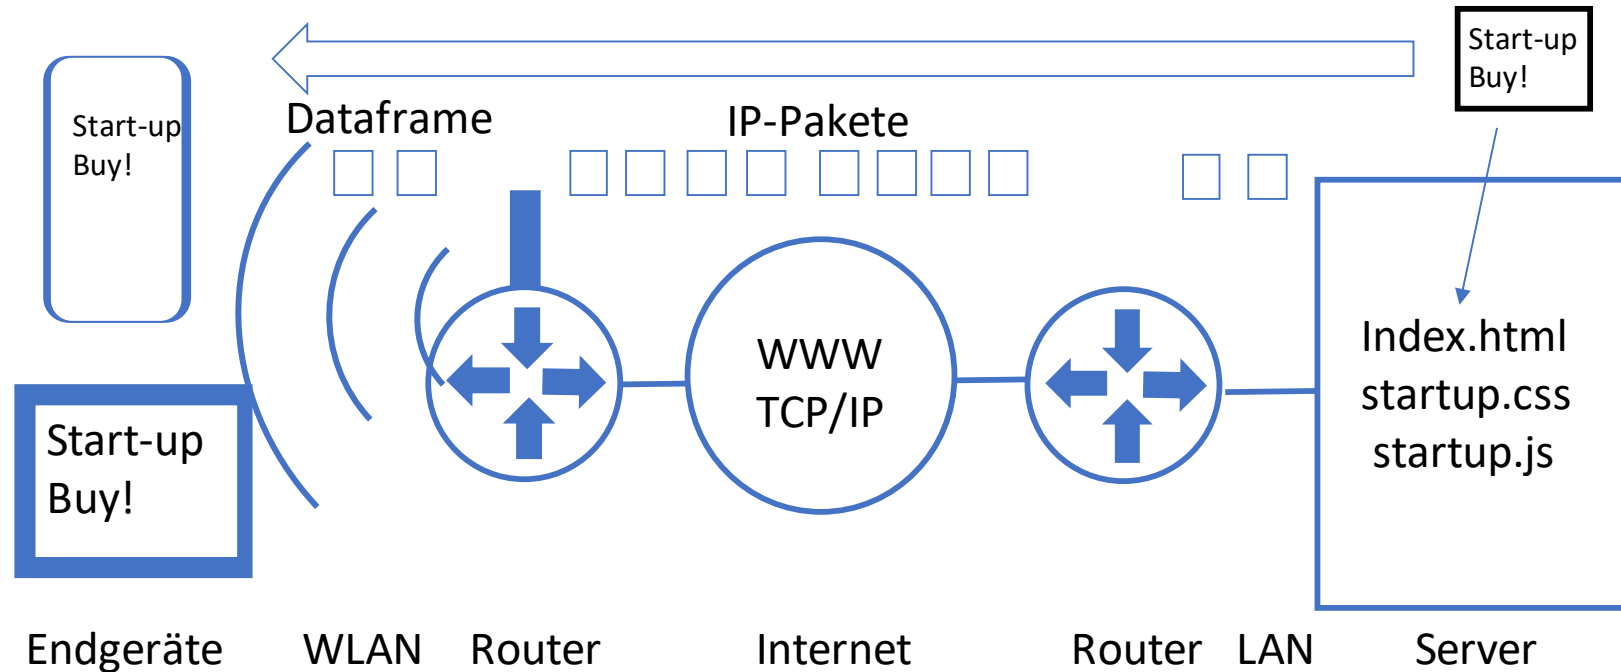 Start-up
Buy!
Start-up
Buy!
Dataframe
IP-Pakete
Start-up
Buy!
WWW
TCP/IP
Index.html
startup.css
startup.js
Endgeräte
WLAN
Router
Internet
Router
LAN
Server